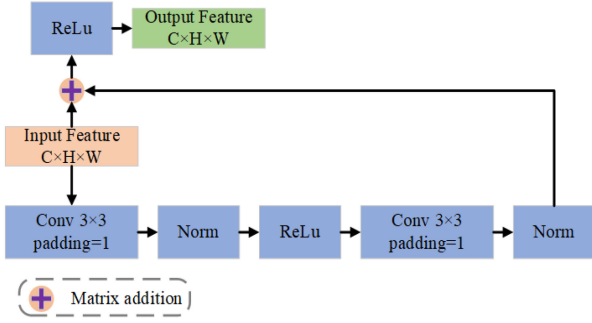 ReLu
Output Feature
C×H×W
Input Feature
C×H×W
Conv 3×3
padding=1
Norm
ReLu
Conv 3×3
padding=1
Norm
Matrix addition